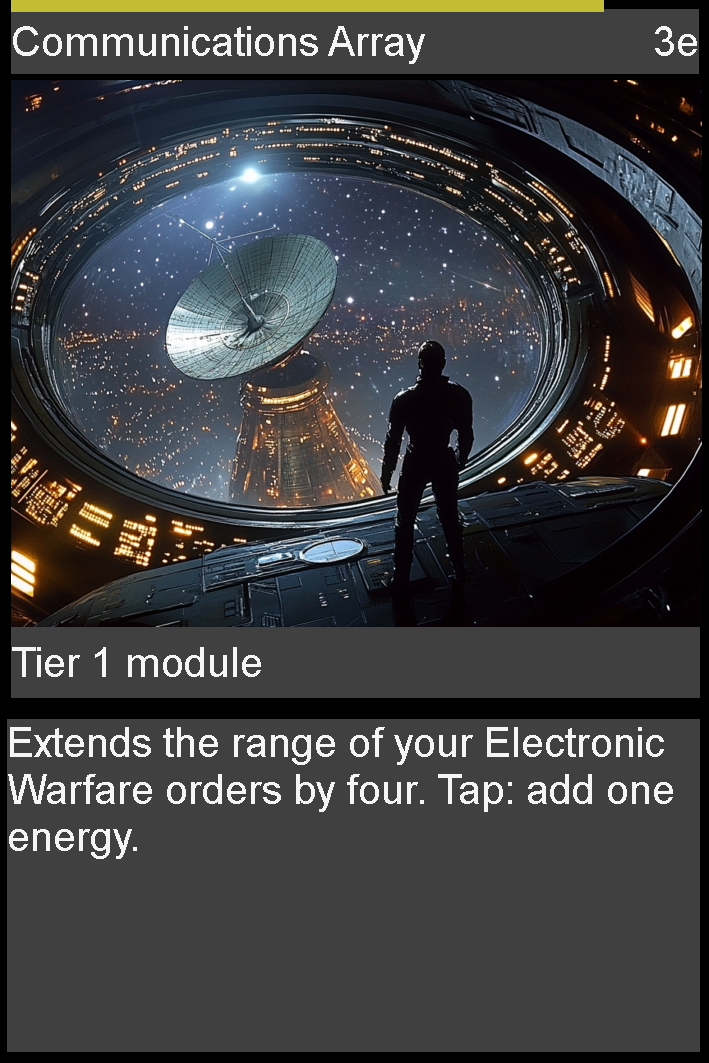 Communications Array 3e
Tier 1 module
Extends the range of your Electronic
Warfare orders by four. Tap: add one
energy.